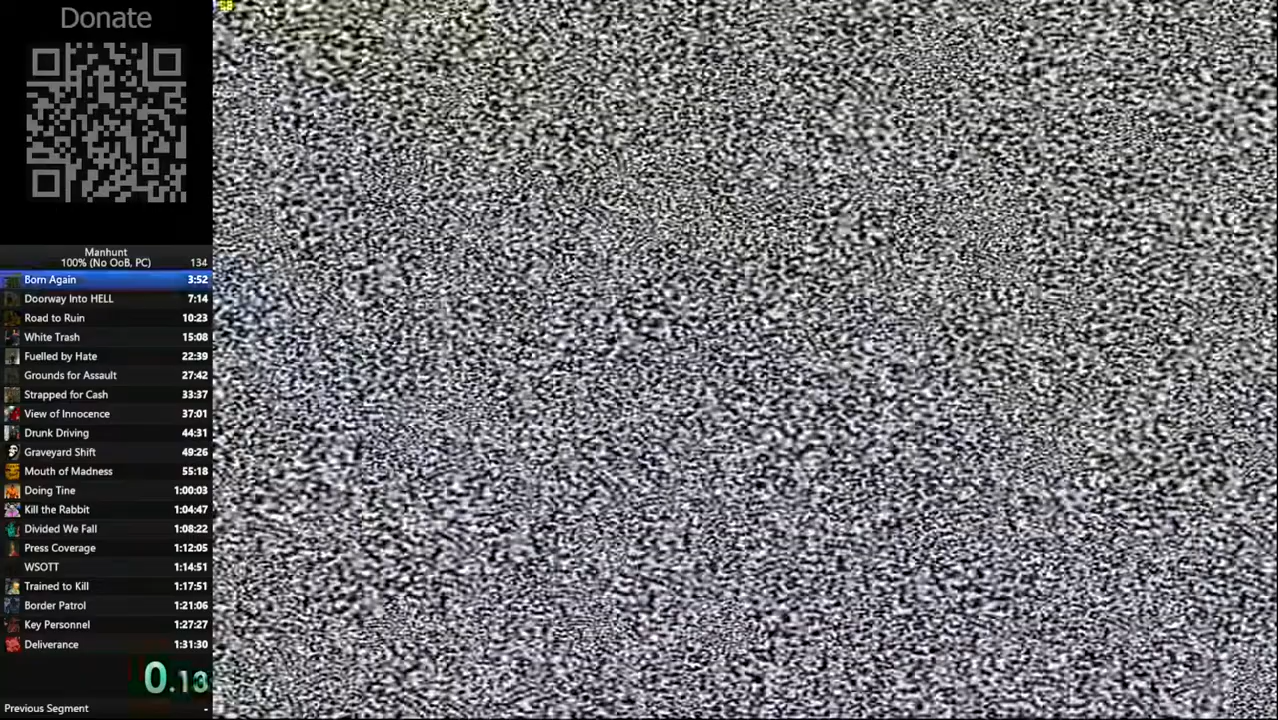 Donate
Manhunt
100% (No OoB, PC) 134
Born Again 3:52
Doorway Into HELL 7:14
Road to Ruin 10:23
White Trash 15:08
Fuelled by Hate 22:39
Grounds for Assault 27:42
Strapped for Cash 33:37
View of Innocence 37:01
Drunk Driving 44:31
Graveyard Shift 49:26
Mouth of Madness 55:18
Doing Tine 1:00:03
Kill the Rabbit 1:04:47
Divided We Fall 1:08:22
Press Coverage 1:12:05
WSOTT 1:14:51
Trained to Kill 1:17:51
Border Patrol 1:21:06
Key Personnel 1:27:27
Deliverance 1:31:30
Previous Segment -